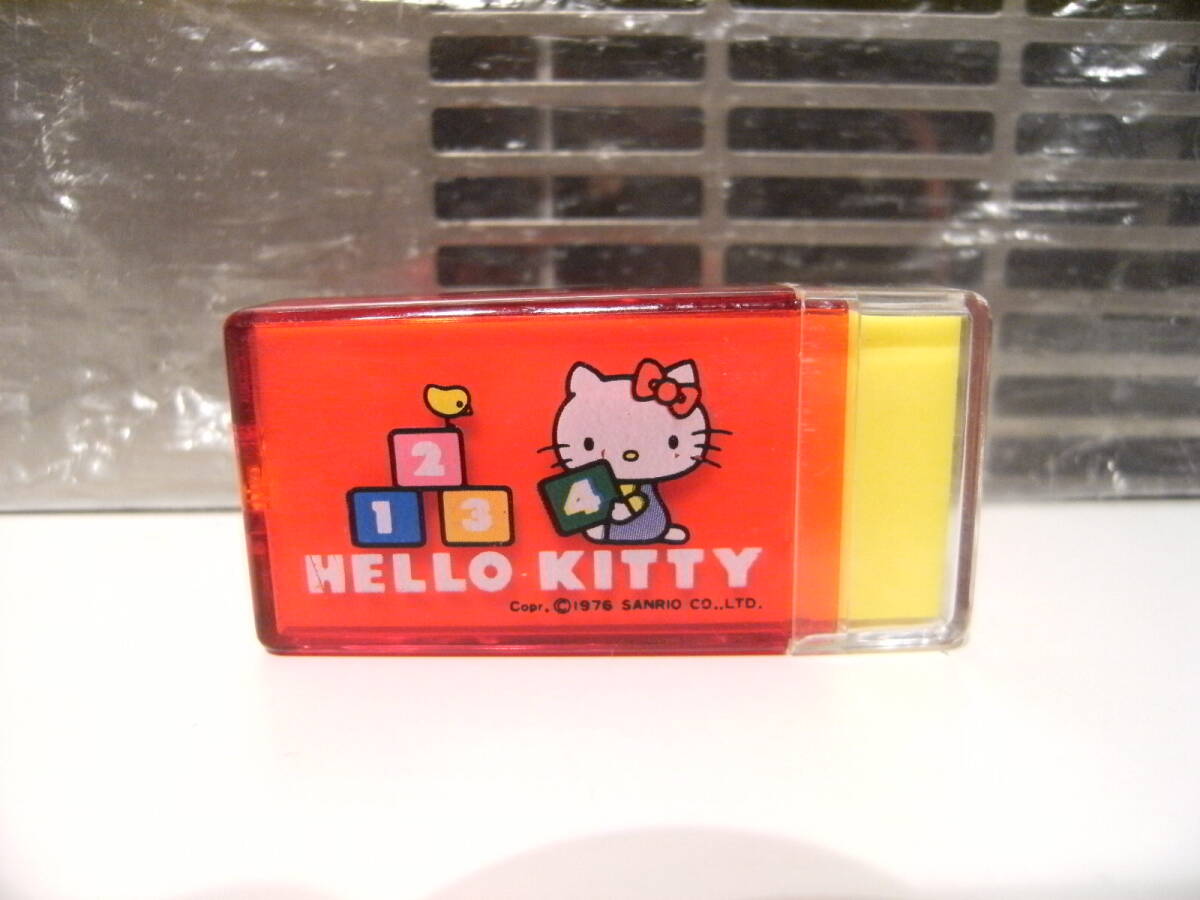 2
1 3 4
HELLO KITTY
Copr. ©1976 SANRIO CO.,LTD.